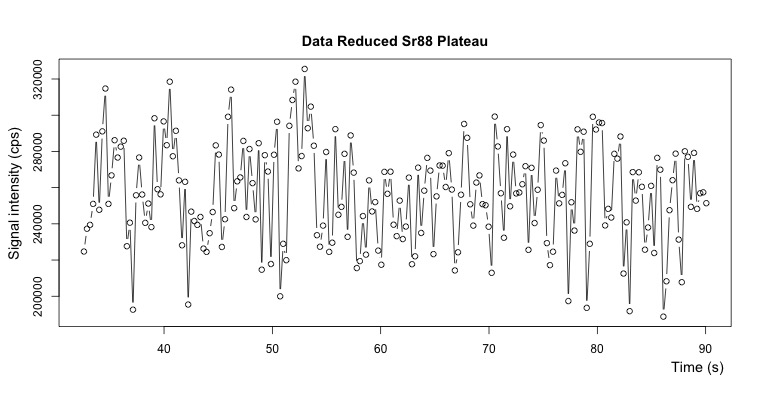 Data Reduced Sr88 Plateau
Signal intensity (cps)
320000
280000
240000
200000
40 50 60 70 80 90
Time (s)